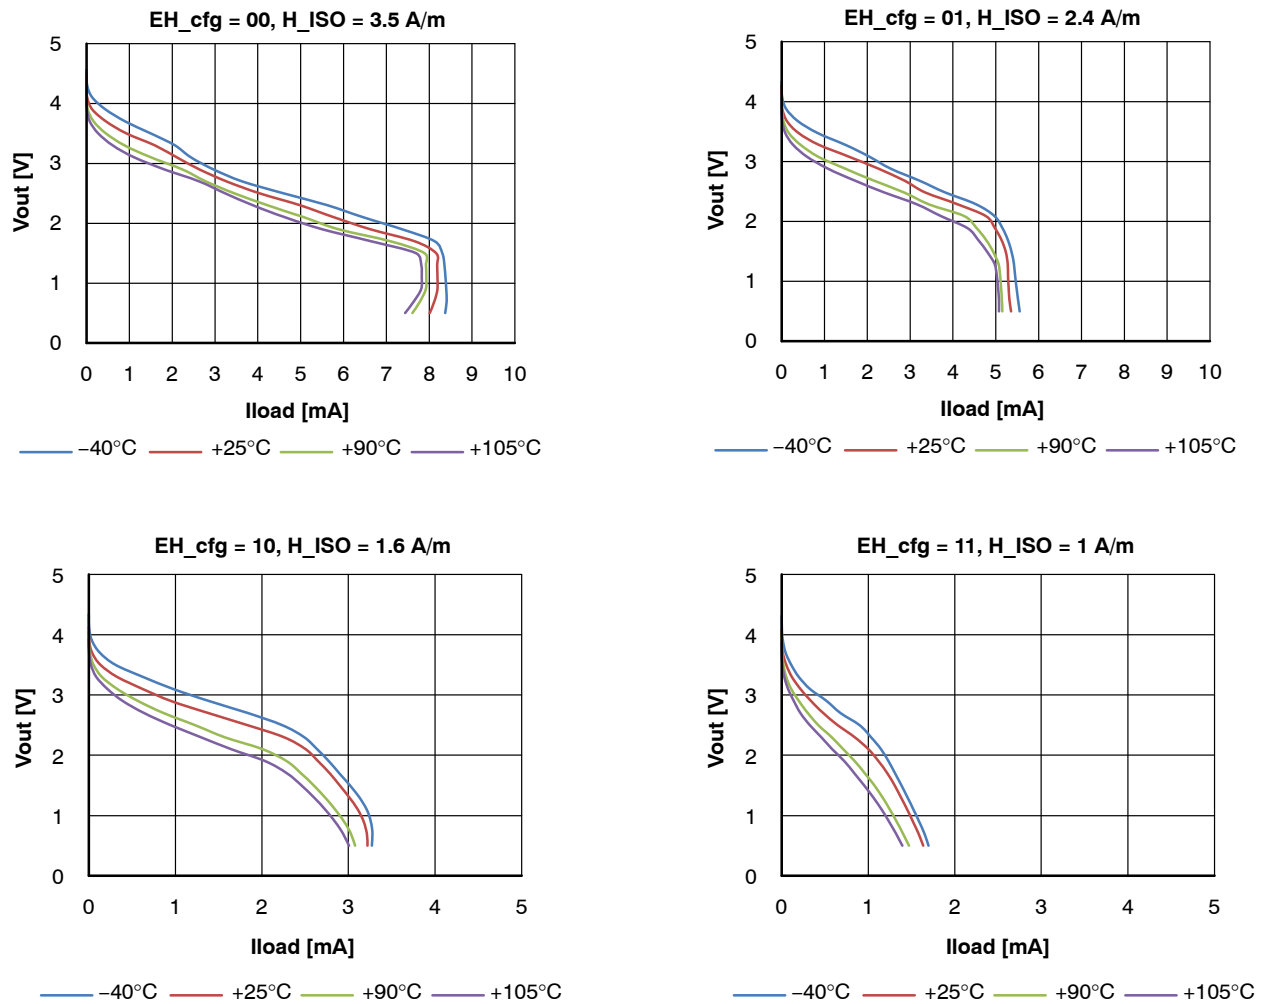 EH_cfg = 00, H_ISO = 3.5 A/m
5
4
3
2
1
0
Vout [V]
0 1 2 3 4 5 6 7 8 9 10
Iload [mA]
−40°C +25°C +90°C +105°C
EH_cfg = 01, H_ISO = 2.4 A/m
5
4
3
2
1
0
Vout [V]
0 1 2 3 4 5 6 7 8 9 10
Iload [mA]
−40°C +25°C +90°C +105°C
EH_cfg = 10, H_ISO = 1.6 A/m
5
4
3
2
1
0
Vout [V]
0 1 2 3 4 5
Iload [mA]
−40°C +25°C +90°C +105°C
EH_cfg = 11, H_ISO = 1 A/m
5
4
3
2
1
0
Vout [V]
0 1 2 3 4 5
Iload [mA]
−40°C +25°C +90°C +105°C